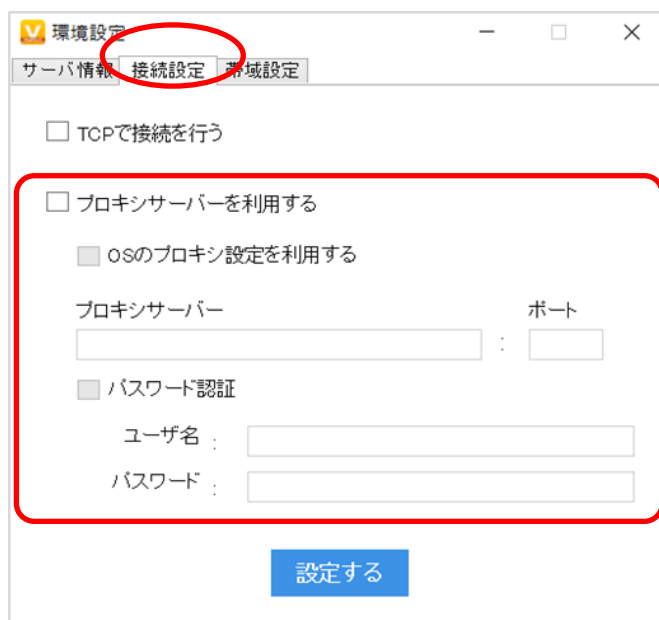 環境設定
サーバ情報 接続設定 帯域設定
TCPで接続を行う
プロキシサーバーを利用する
OSのプロキシ設定を利用する
プロキシサーバー ポート
:
パスワード認証
ユーザ名 :
パスワード :
設定する